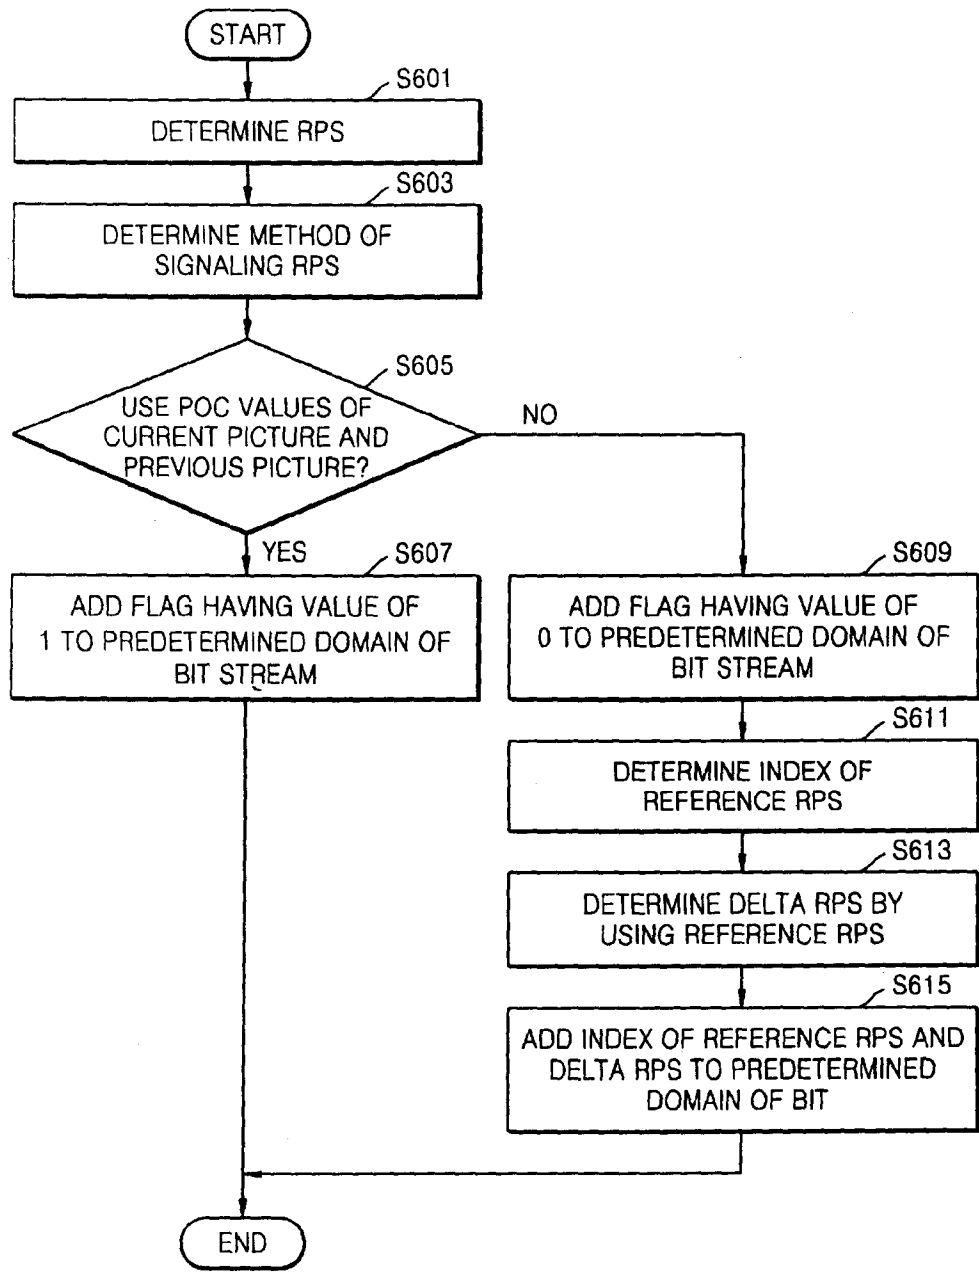 START
S601
DETERMINE RPS
S603
DETERMINE METHOD OF
SIGNALING RPS
S605
USE POC VALUES OF
CURRENT PICTURE AND
PREVIOUS PICTURE?
NO
YES
S607
ADD FLAG HAVING VALUE OF
1 TO PREDETERMINED DOMAIN OF
BIT STREAM
S609
ADD FLAG HAVING VALUE OF
0 TO PREDETERMINED DOMAIN OF
BIT STREAM
S611
DETERMINE INDEX OF
REFERENCE RPS
S613
DETERMINE DELTA RPS BY
USING REFERENCE RPS
S615
ADD INDEX OF REFERENCE RPS AND
DELTA RPS TO PREDETERMINED
DOMAIN OF BIT
END